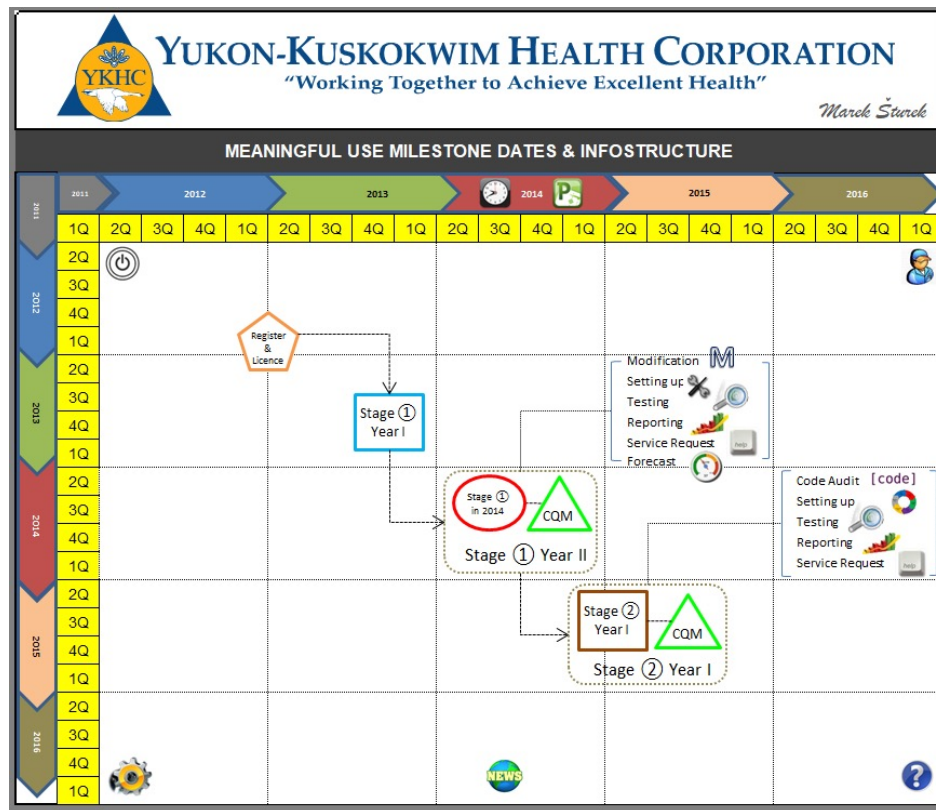 YUKON-KUSKOKWIM HEALTH CORPORATION
YKHC
"Working Together to Achieve Excellent Health"
Marek Šturek
MEANINGFUL USE MILESTONE DATES & INFOSTRUCTURE
2011 2011 2012 2013 2014 P 2015 2016
1Q 2Q 3Q 4Q 1Q 2Q 3Q 4Q 1Q 2Q 3Q 4Q 1Q 2Q 3Q 4Q 1Q 2Q 3Q 4Q 1Q
2012
2Q
3Q
4Q
1Q
Register
&
Licence
2013
2Q
3Q
4Q
1Q
Stage ①
Year I
Modification M
Setting up
Testing
Reporting
Service Request help
Forecast
2014
2Q
3Q
4Q
1Q
Stage ①
in 2014
CQM
Stage ① Year II
Code Audit [code]
Setting up
Testing
Reporting
Service Request help
2015
2Q
3Q
4Q
1Q
Stage ②
Year I
CQM
Stage ② Year I
2016
2Q
3Q
4Q
1Q
NEWS
?